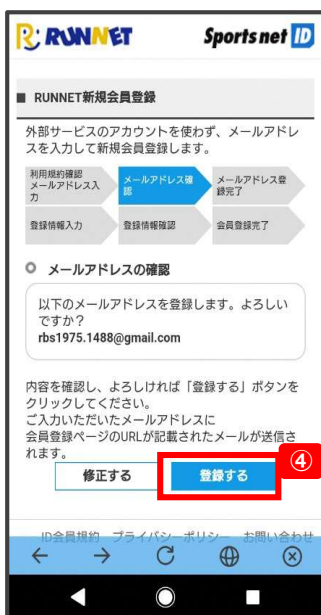 RUNNET Sports net ID
■ RUNNET新規会員登録
外部サービスのアカウントを使わず、メールアドレ
スを入力して新規会員登録します。
利用規約確認
メールアドレス入
力
メールアドレス確
認
メールアドレス登
録完了
登録情報入力
登録情報確認
会員登録完了
メールアドレスの確認
以下のメールアドレスを登録します。よろしい
ですか？
rbs1975.1488@gmail.com
内容を確認し、よろしければ「登録する」ボタンを
クリックしてください。
ご入力いただいたメールアドレスに
会員登録ページのURLが記載されたメールが送信さ
れます。
④
修正する 登録する
ID会員規約 プライバシーポリシー お問い合わせ